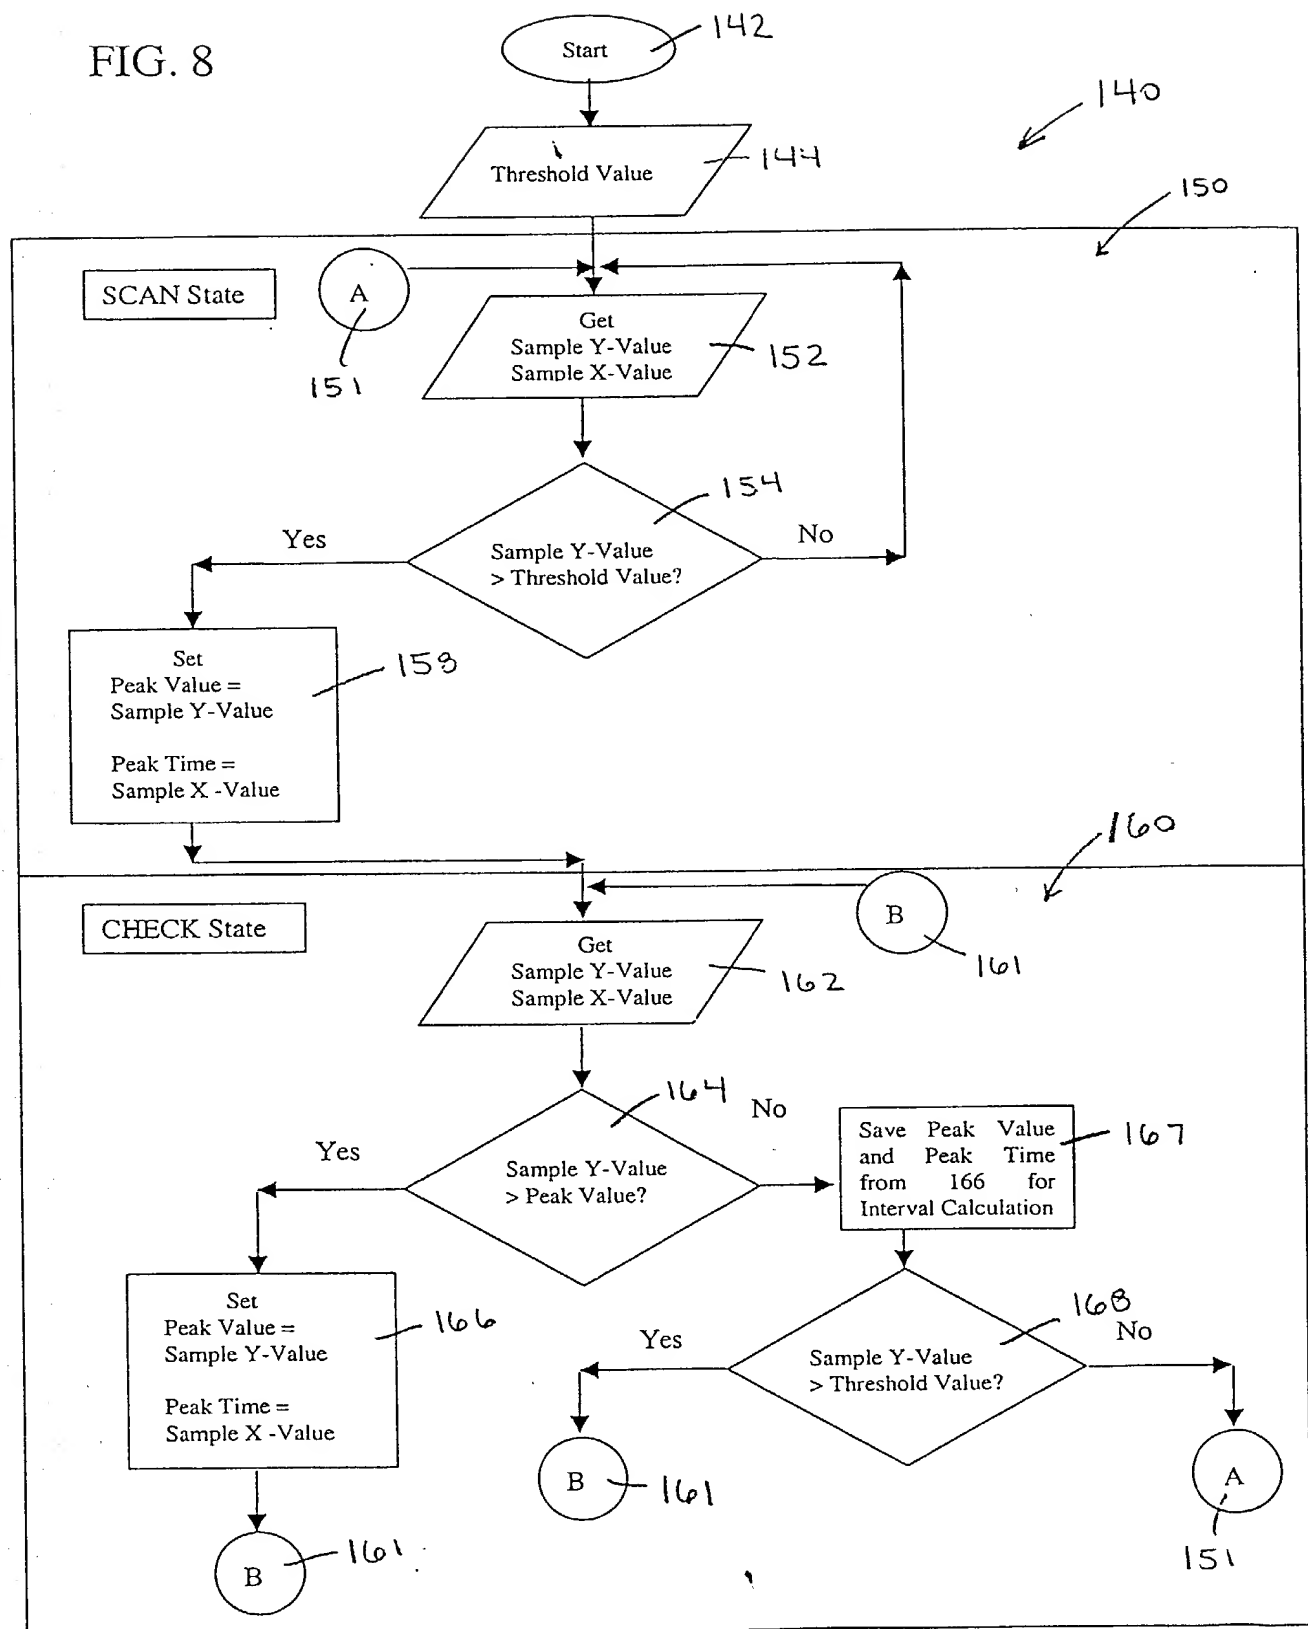 FIG. 8
Start
142
140
Threshold Value
144
150
SCAN State
A
151
Get
Sample Y-Value
Sample X-Value
152
154
Yes
No
Sample Y-Value
> Threshold Value?
Set
Peak Value =
Sample Y-Value
Peak Time =
Sample X -Value
158
160
CHECK State
B
161
Get
Sample Y-Value
Sample X-Value
162
164
No
Yes
Sample Y-Value
> Peak Value?
Save Peak Value
and Peak Time
from 166 for
Interval Calculation
167
Set
Peak Value =
Sample Y-Value
Peak Time =
Sample X -Value
166
168
Yes
No
Sample Y-Value
> Threshold Value?
B
161
A
151
B
161